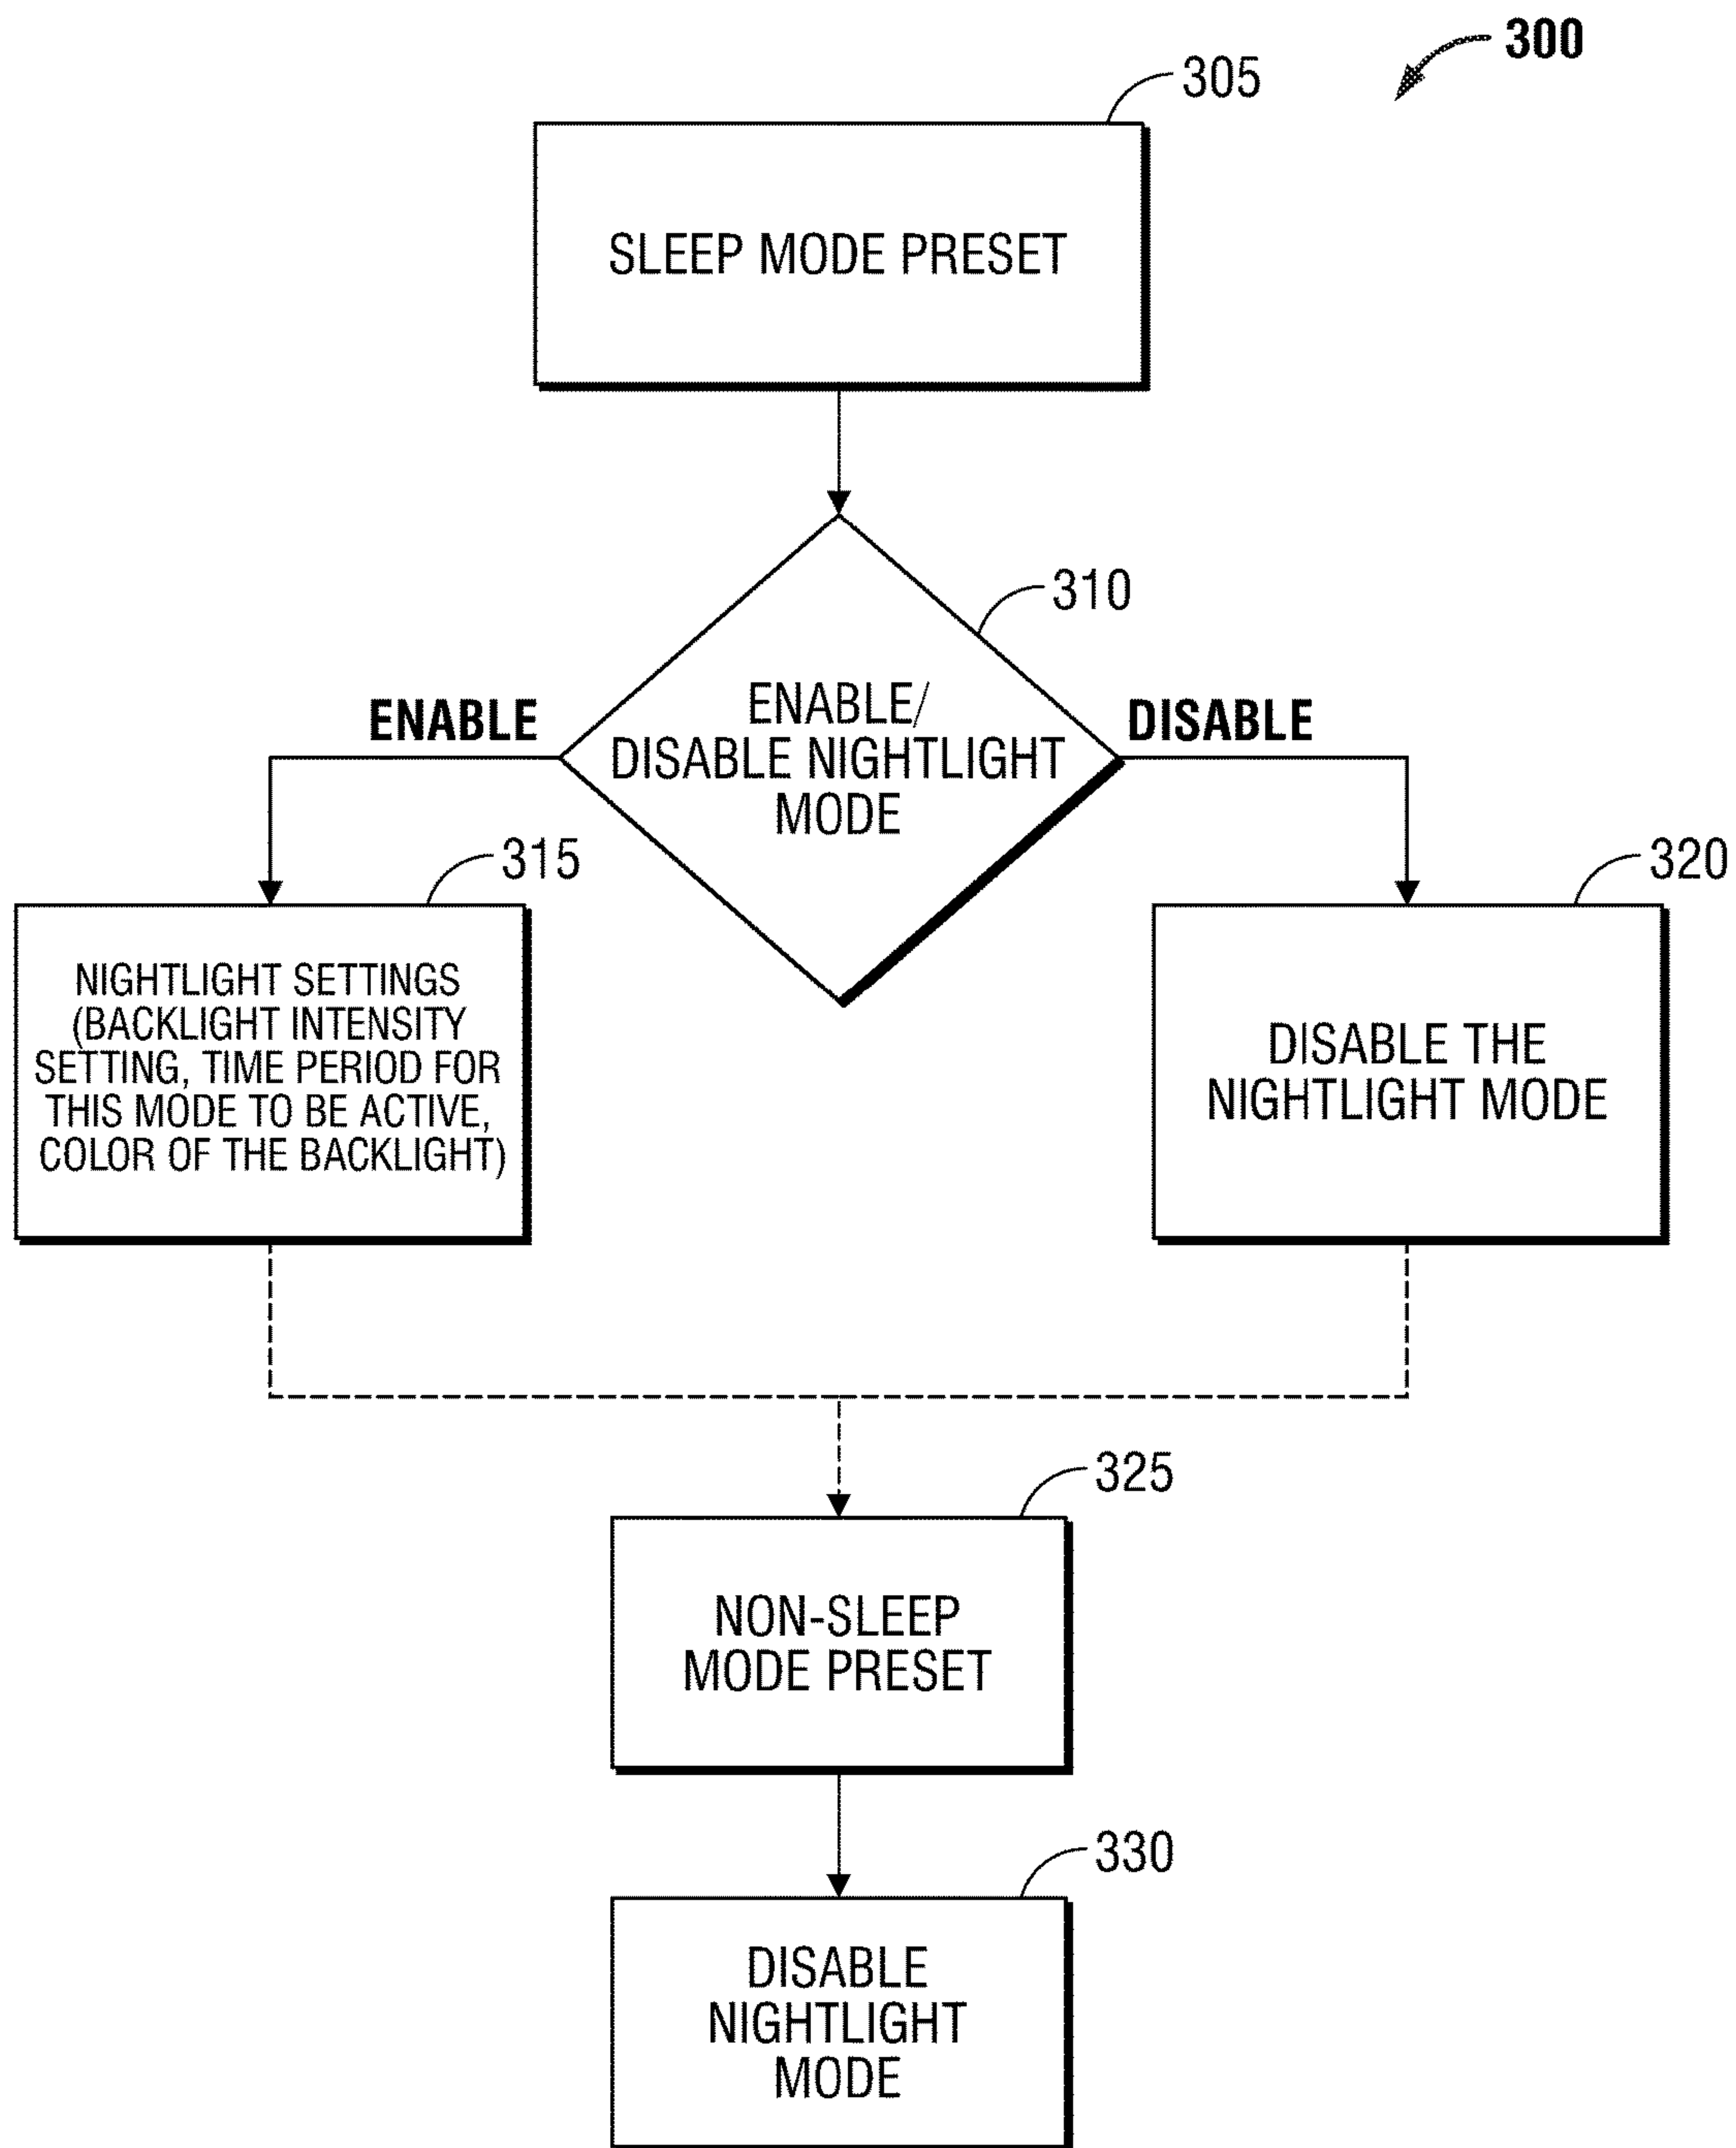 300
305
SLEEP MODE PRESET
310
ENABLE/
DISABLE NIGHTLIGHT
MODE
ENABLE
DISABLE
315
NIGHTLIGHT SETTINGS
(BACKLIGHT INTENSITY
SETTING, TIME PERIOD FOR
THIS MODE TO BE ACTIVE,
COLOR OF THE BACKLIGHT)
320
DISABLE THE
NIGHTLIGHT MODE
325
NON-SLEEP
MODE PRESET
330
DISABLE
NIGHTLIGHT
MODE